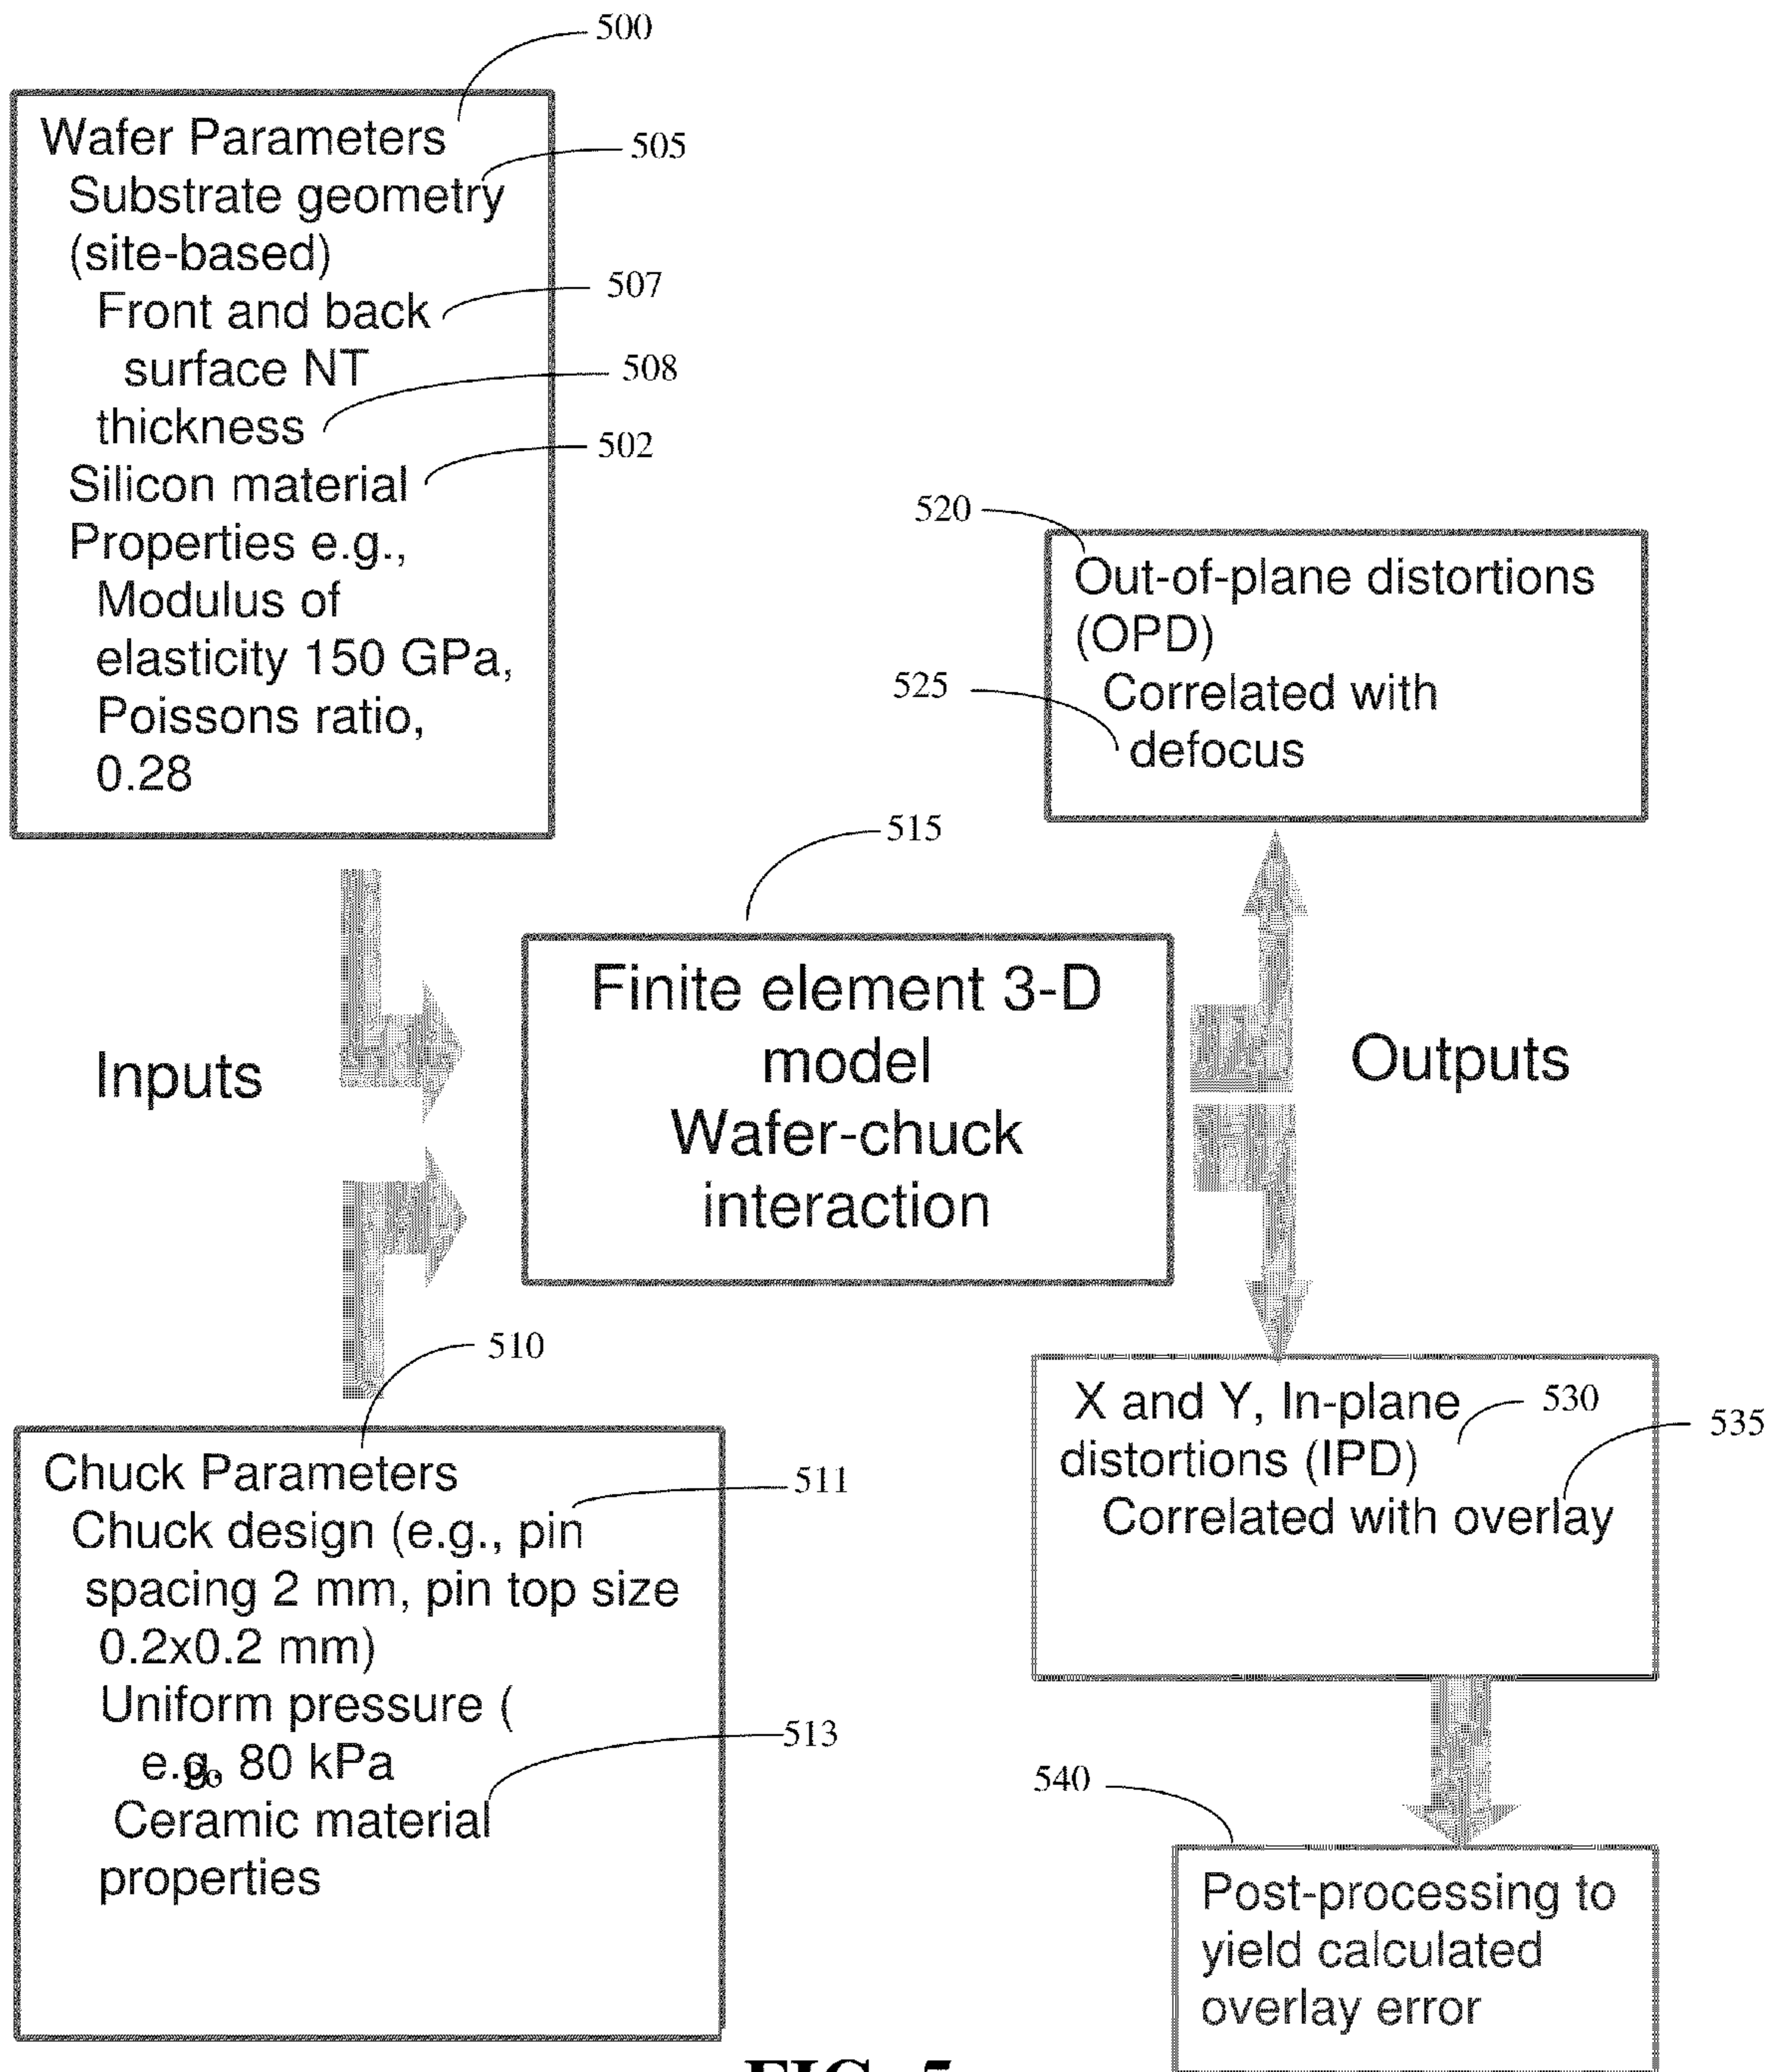 500
Wafer Parameters
505
Substrate geometry
(site-based)
507
Front and back
surface NT
508
thickness
502
Silicon material
Properties e.g.,
Modulus of
elasticity 150 GPa,
Poissons ratio,
0.28
520
Out-of-plane distortions
(OPD)
525
Correlated with
defocus
515
Finite element 3-D
model
Wafer-chuck
interaction
Inputs
Outputs
510
Chuck Parameters
511
Chuck design (e.g., pin
spacing 2 mm, pin top size
0.2x0.2 mm)
Uniform pressure (
e.g., 80 kPa
513
Ceramic material
properties
X and Y, In-plane
530
535
distortions (IPD)
Correlated with overlay
540
Post-processing to
yield calculated
overlay error
FIG. 5